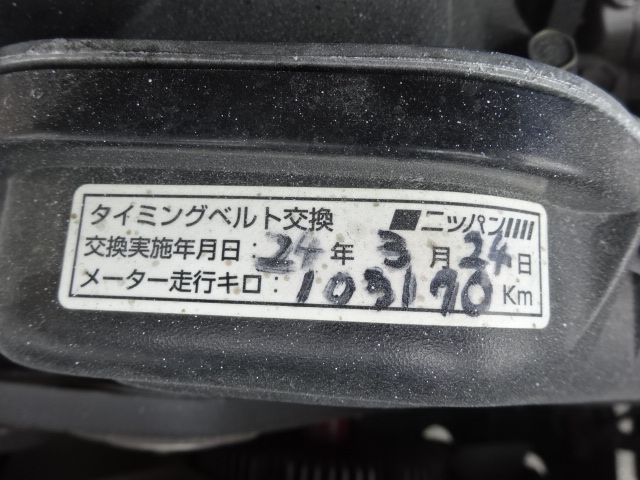 タイミングベルト交換 ニッパン
交換実施年月日：24年 3月 24日
メーター走行キロ：103170Km